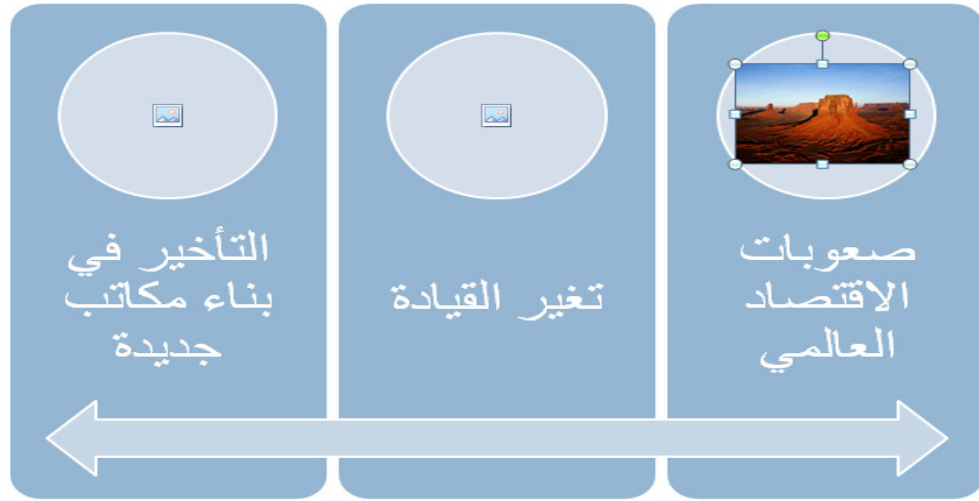 صعوبات
الاقتصاد
العالمي
تغير القيادة
التأخير في
بناء مكاتب
جديدة